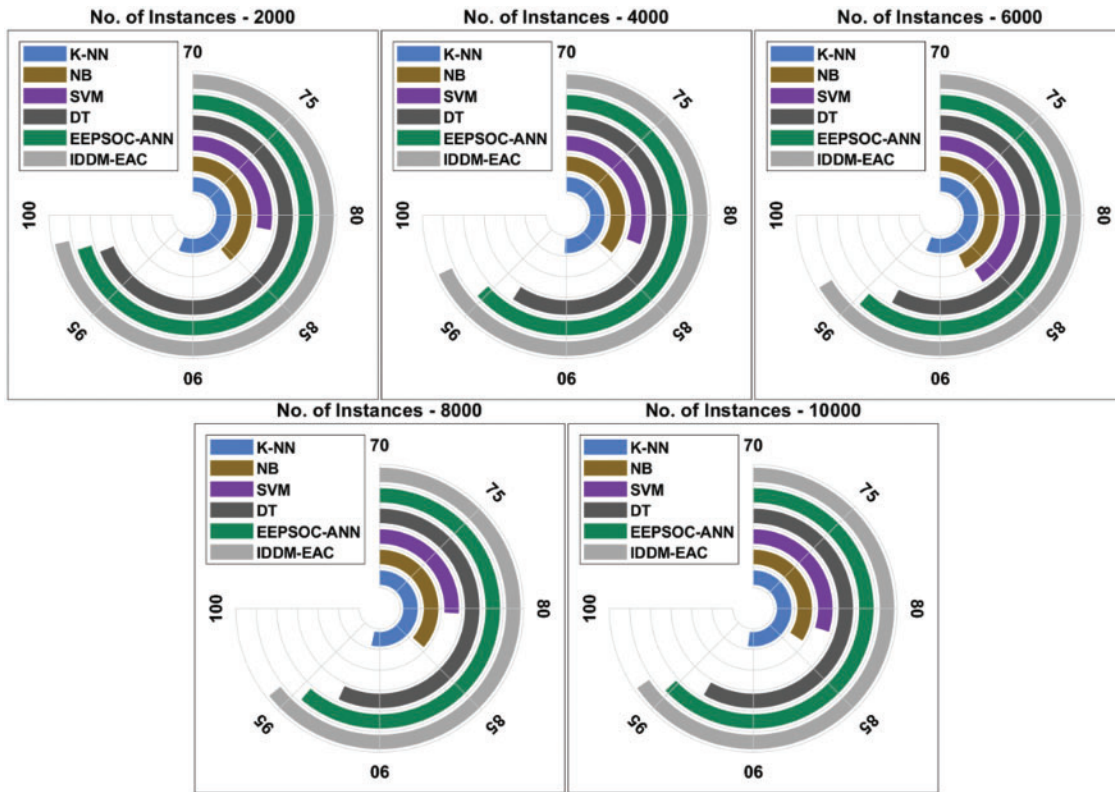 No. of Instances - 2000
K-NN
NB
SVM
DT
EEPSOC-ANN
IDDM-EAC
70
75
80
85
90
95
100
No. of Instances - 4000
K-NN
NB
SVM
DT
EEPSOC-ANN
IDDM-EAC
70
75
80
85
90
95
100
No. of Instances - 6000
K-NN
NB
SVM
DT
EEPSOC-ANN
IDDM-EAC
70
75
80
85
90
95
100
No. of Instances - 8000
K-NN
NB
SVM
DT
EEPSOC-ANN
IDDM-EAC
70
75
80
85
90
95
100
No. of Instances - 10000
K-NN
NB
SVM
DT
EEPSOC-ANN
IDDM-EAC
70
75
80
85
90
95
100